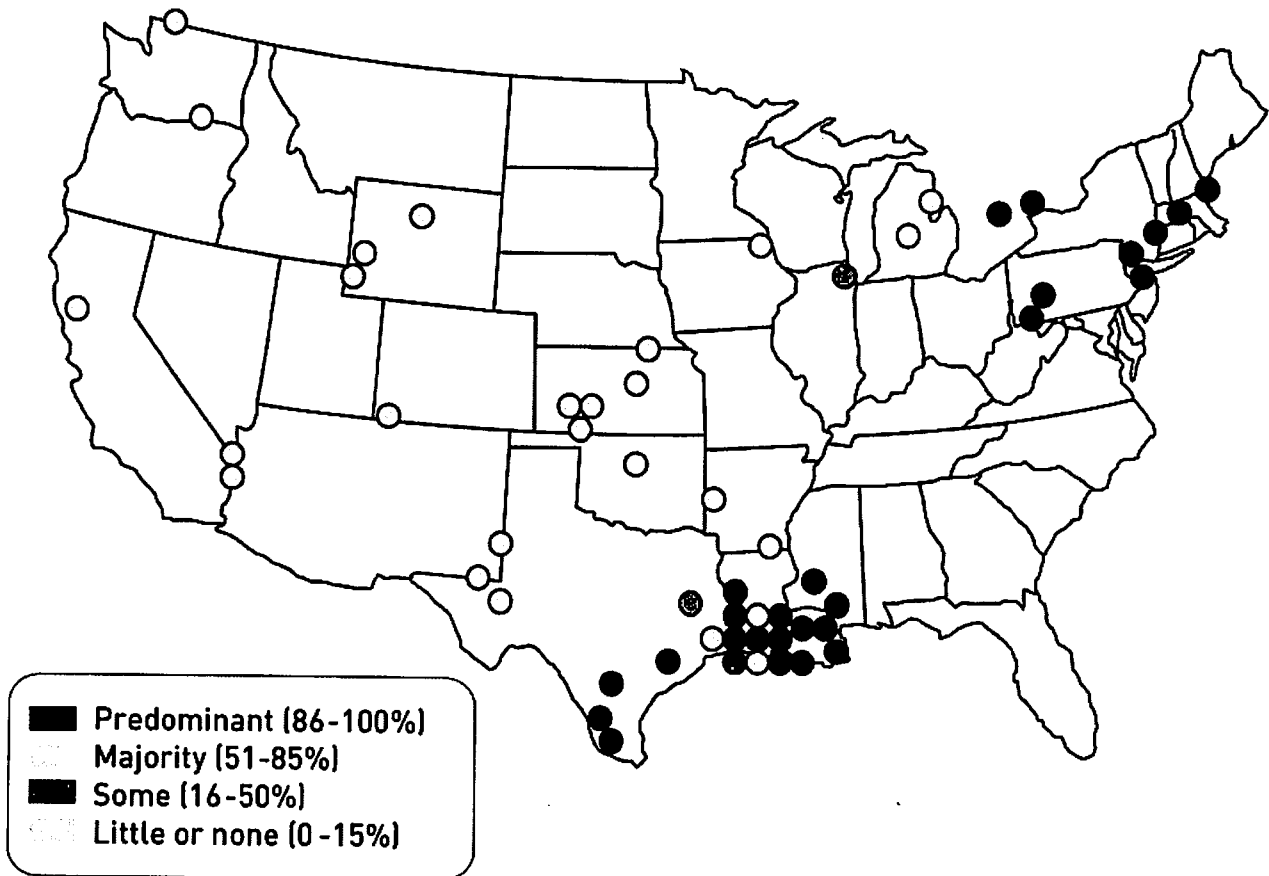 Predominant (86-100%)
Majority (51-85%)
Some (16-50%)
Little or none (0-15%)